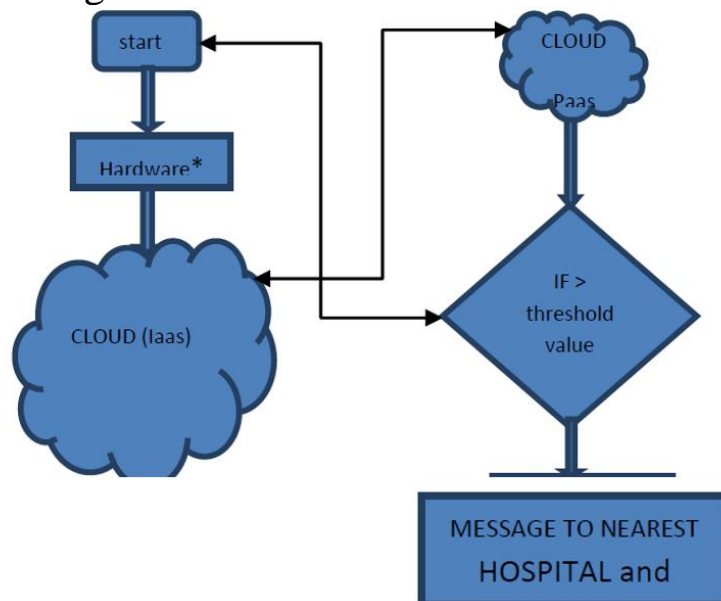 start
Hardware*
CLOUD (Iaas)
CLOUD
Paas
IF >
threshold
value
MESSAGE TO NEAREST
HOSPITAL and